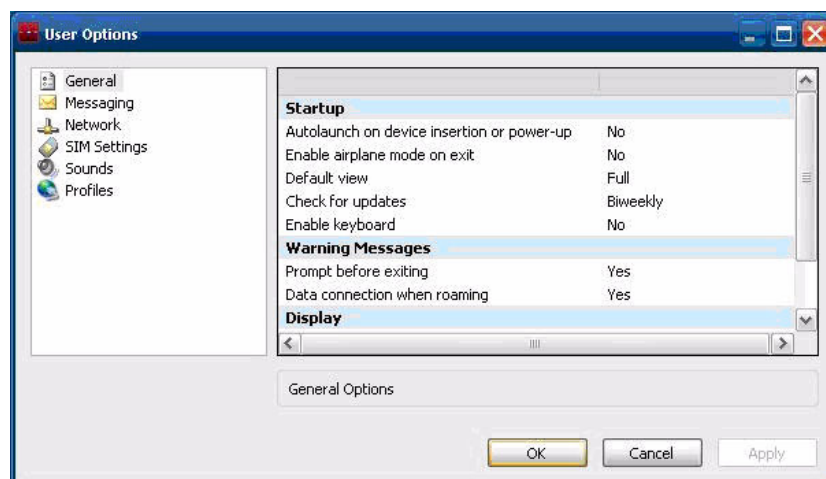 User Options
General
Messaging
Network
SIM Settings
Sounds
Profiles
Startup
Autolaunch on device insertion or power-up No
Enable airplane mode on exit No
Default view Full
Check for updates Biweekly
Enable keyboard No
Warning Messages
Prompt before exiting Yes
Data connection when roaming Yes
Display
General Options
OK Cancel Apply